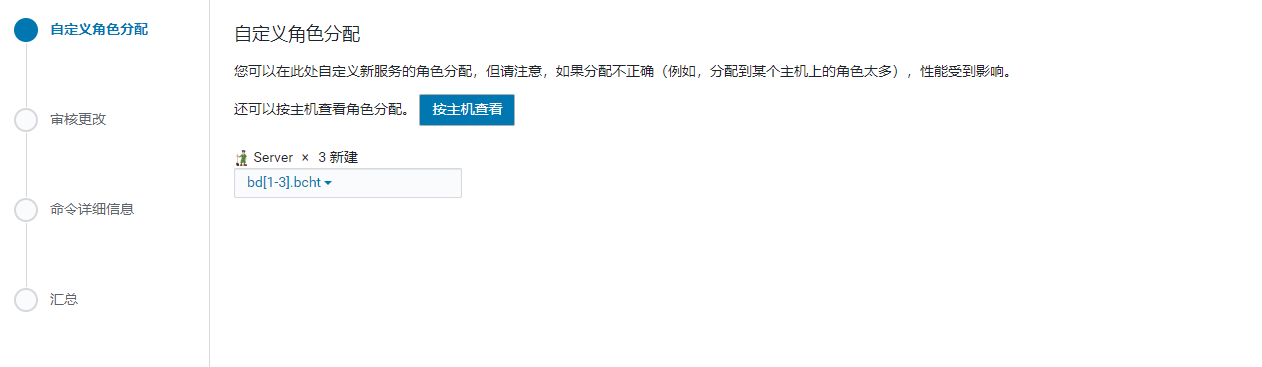 自定义角色分配
审核更改
命令详细信息
汇总
自定义角色分配
您可以在此处自定义新服务的角色分配，但请注意，如果分配不正确（例如，分配到某个主机上的角色太多），性能受到影响。
还可以按主机查看角色分配。 按主机查看
Server × 3 新建
bd[1-3].bcht